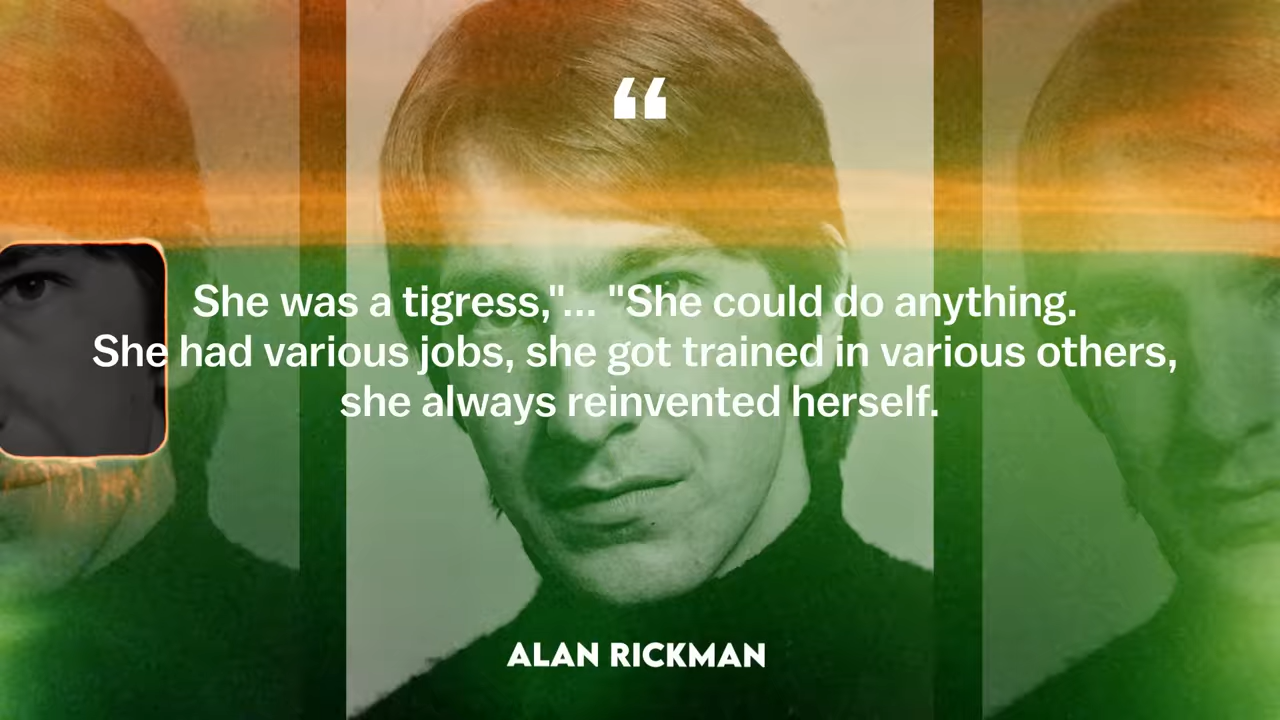 “
She was a tigress,"... "She could do anything.
She had various jobs, she got trained in various others,
she always reinvented herself.
ALAN RICKMAN